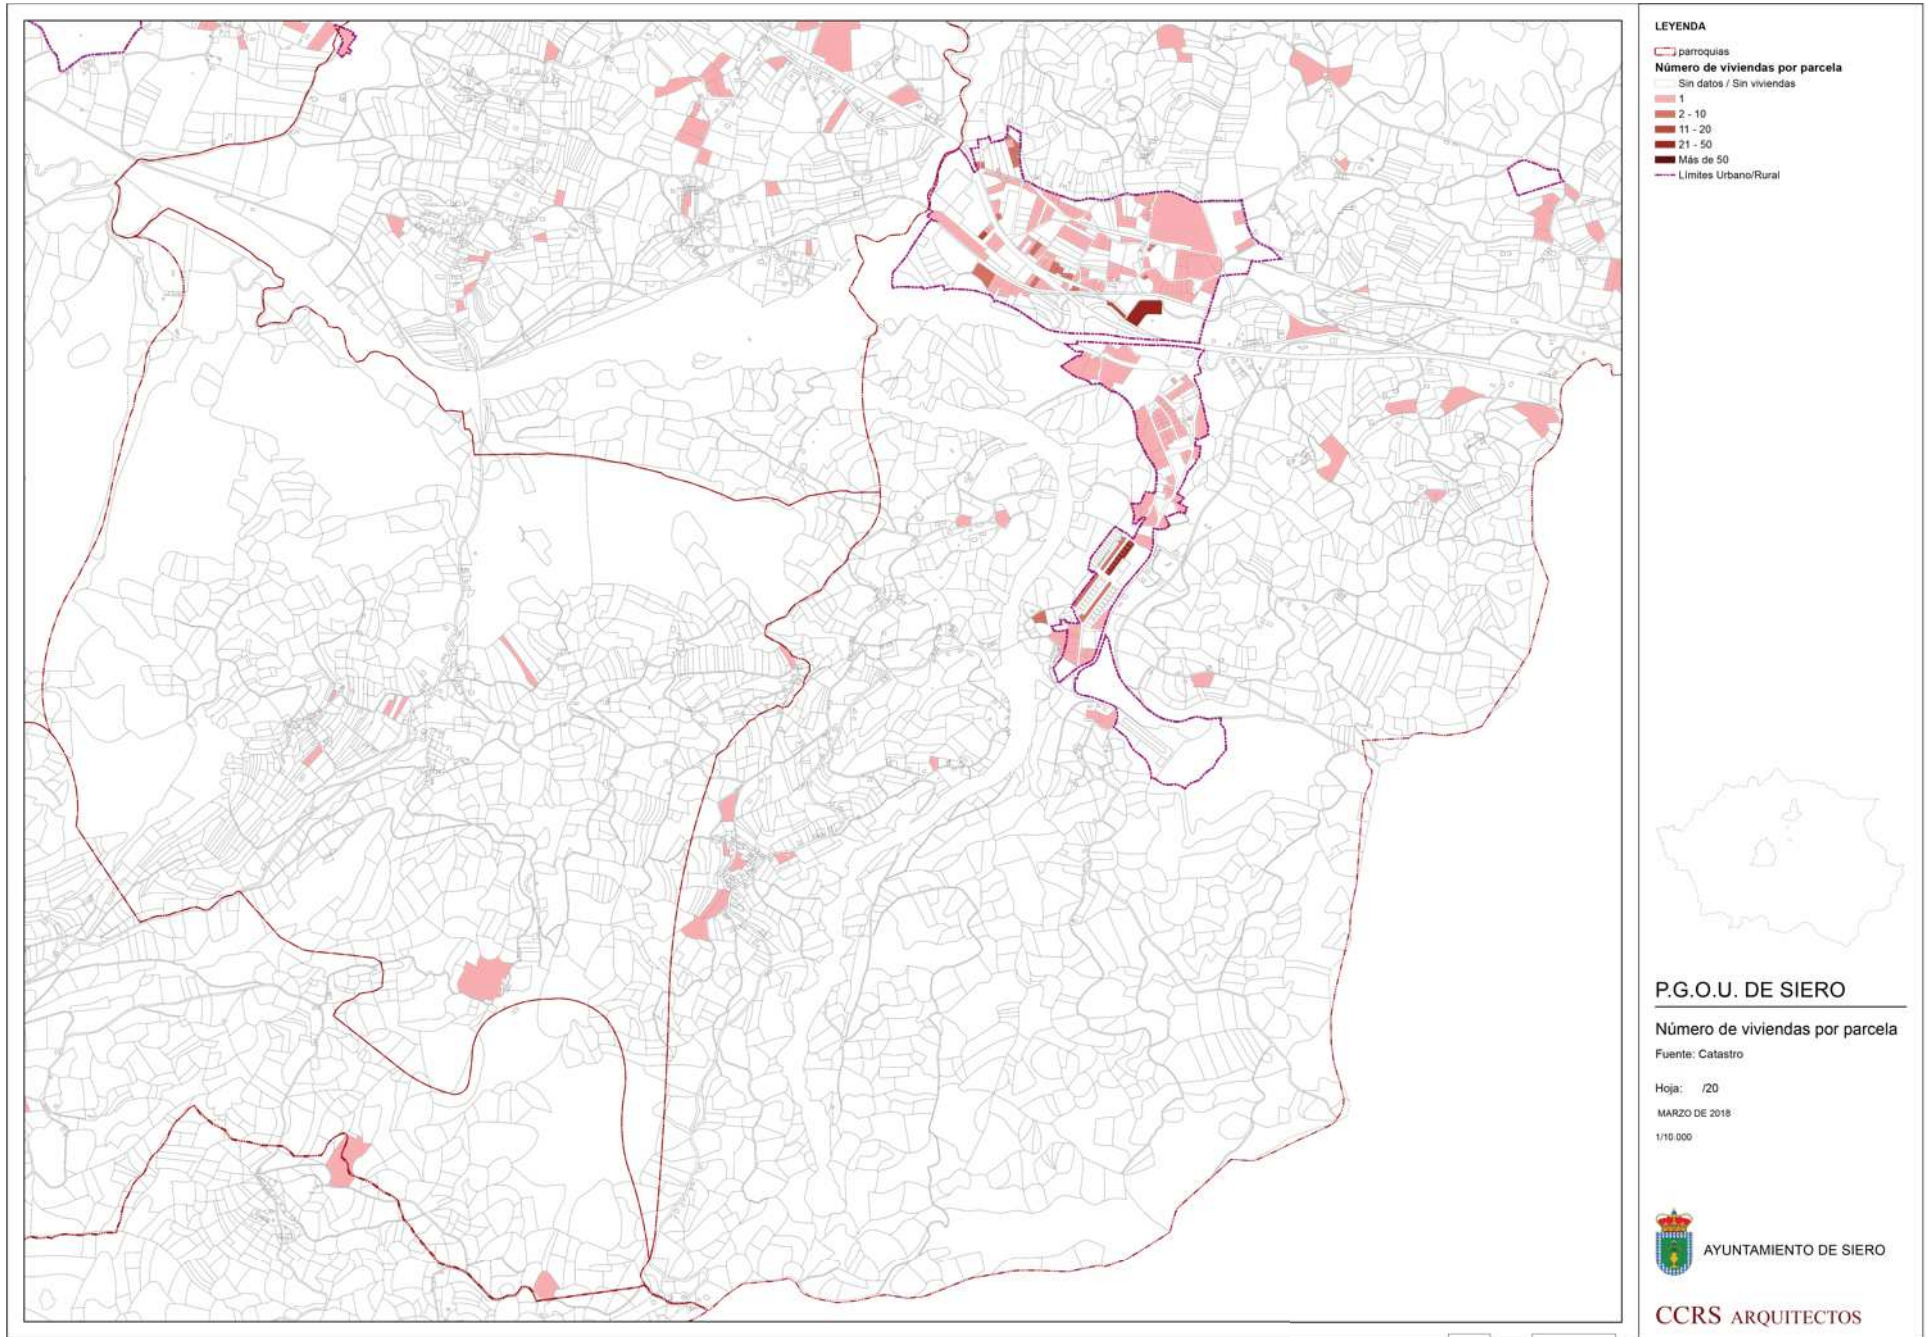 LEYENDA
parroquias
Número de viviendas por parcela
Sin datos / Sin viviendas
1
2 - 10
11 - 20
21 - 50
Más de 50
Límites Urbano/Rural
P.G.O.U. DE SIERO
Número de viviendas por parcela
Fuente: Catastro
Hoja: /20
MARZO DE 2018
1/10.000
AYUNTAMIENTO DE SIERO
CCRS ARQUITECTOS